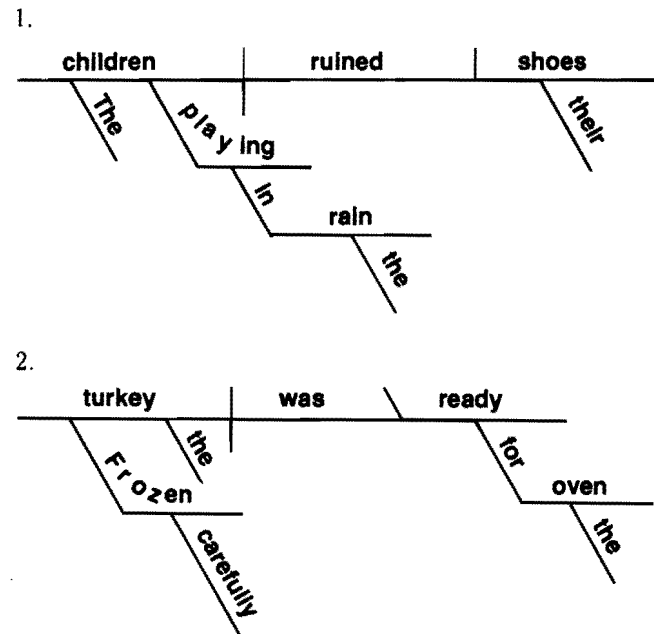 1.
children ruined shoes
The playing their
in
rain
the
2.
turkey was ready
the for
Frozen oven
carefully the